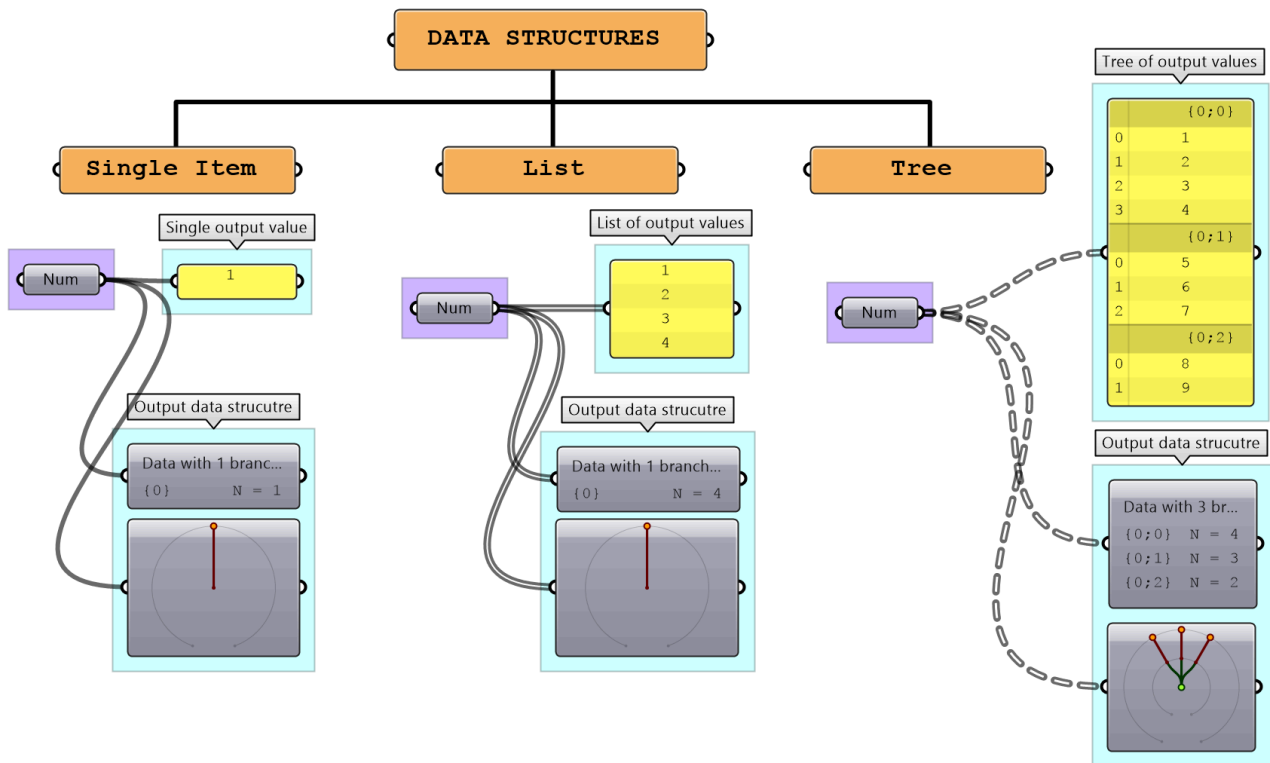 DATA STRUCTURES
Single Item
List
Tree
Single output value
Num
1
Output data strucutre
Data with 1 branc...
{0} N = 1
List of output values
Num
1
2
3
4
Output data strucutre
Data with 1 branch...
{0} N = 4
Tree of output values
Num
{0;0}
0 1
1 2
2 3
3 4
{0;1}
0 5
1 6
2 7
{0;2}
0 8
1 9
Output data strucutre
Data with 3 br...
{0;0} N = 4
{0;1} N = 3
{0;2} N = 2